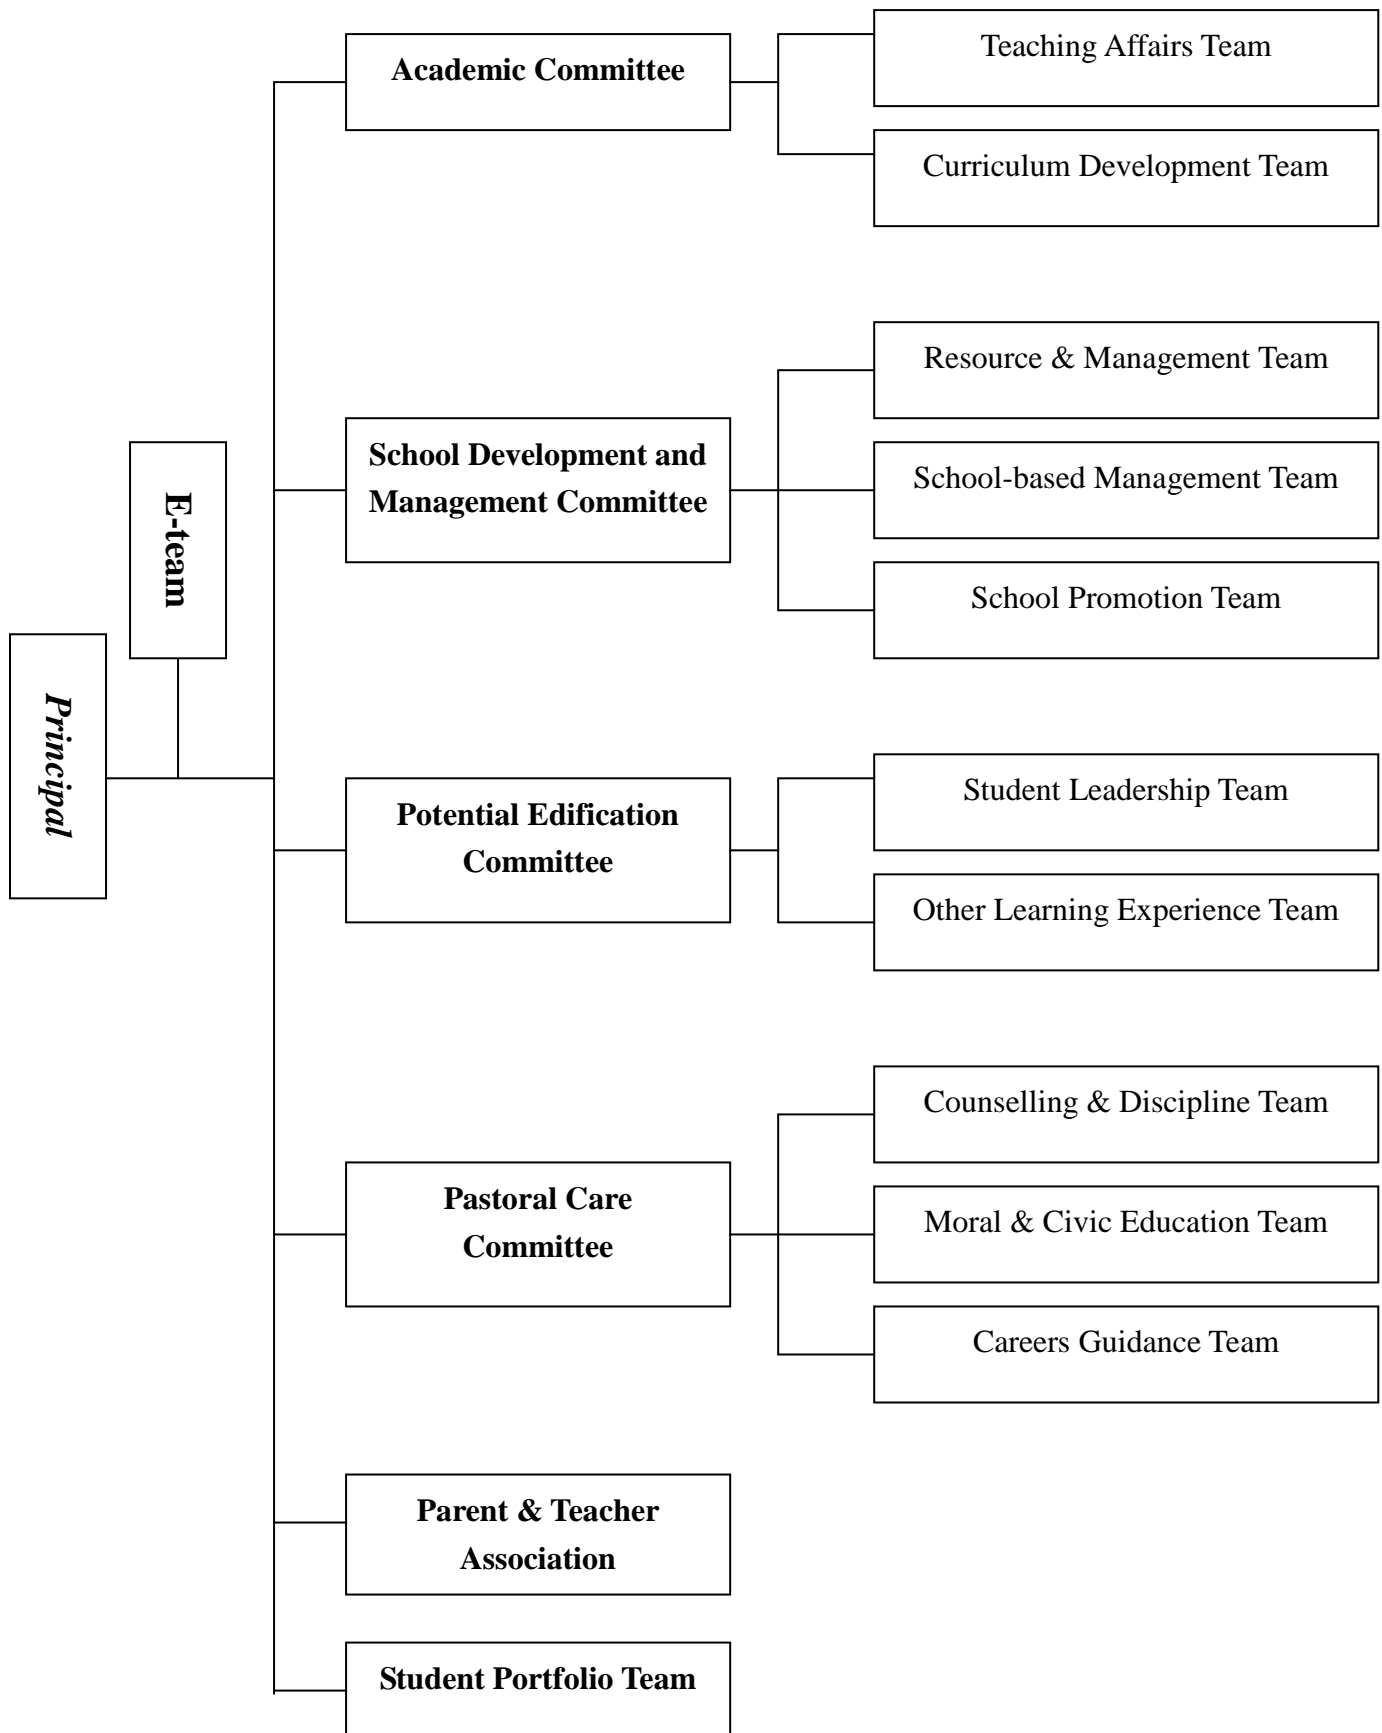 Principal
E-team
Academic Committee
Teaching Affairs Team
Curriculum Development Team
School Development and
Management Committee
Resource & Management Team
School-based Management Team
School Promotion Team
Potential Edification
Committee
Student Leadership Team
Other Learning Experience Team
Pastoral Care
Committee
Counselling & Discipline Team
Moral & Civic Education Team
Careers Guidance Team
Parent & Teacher
Association
Student Portfolio Team